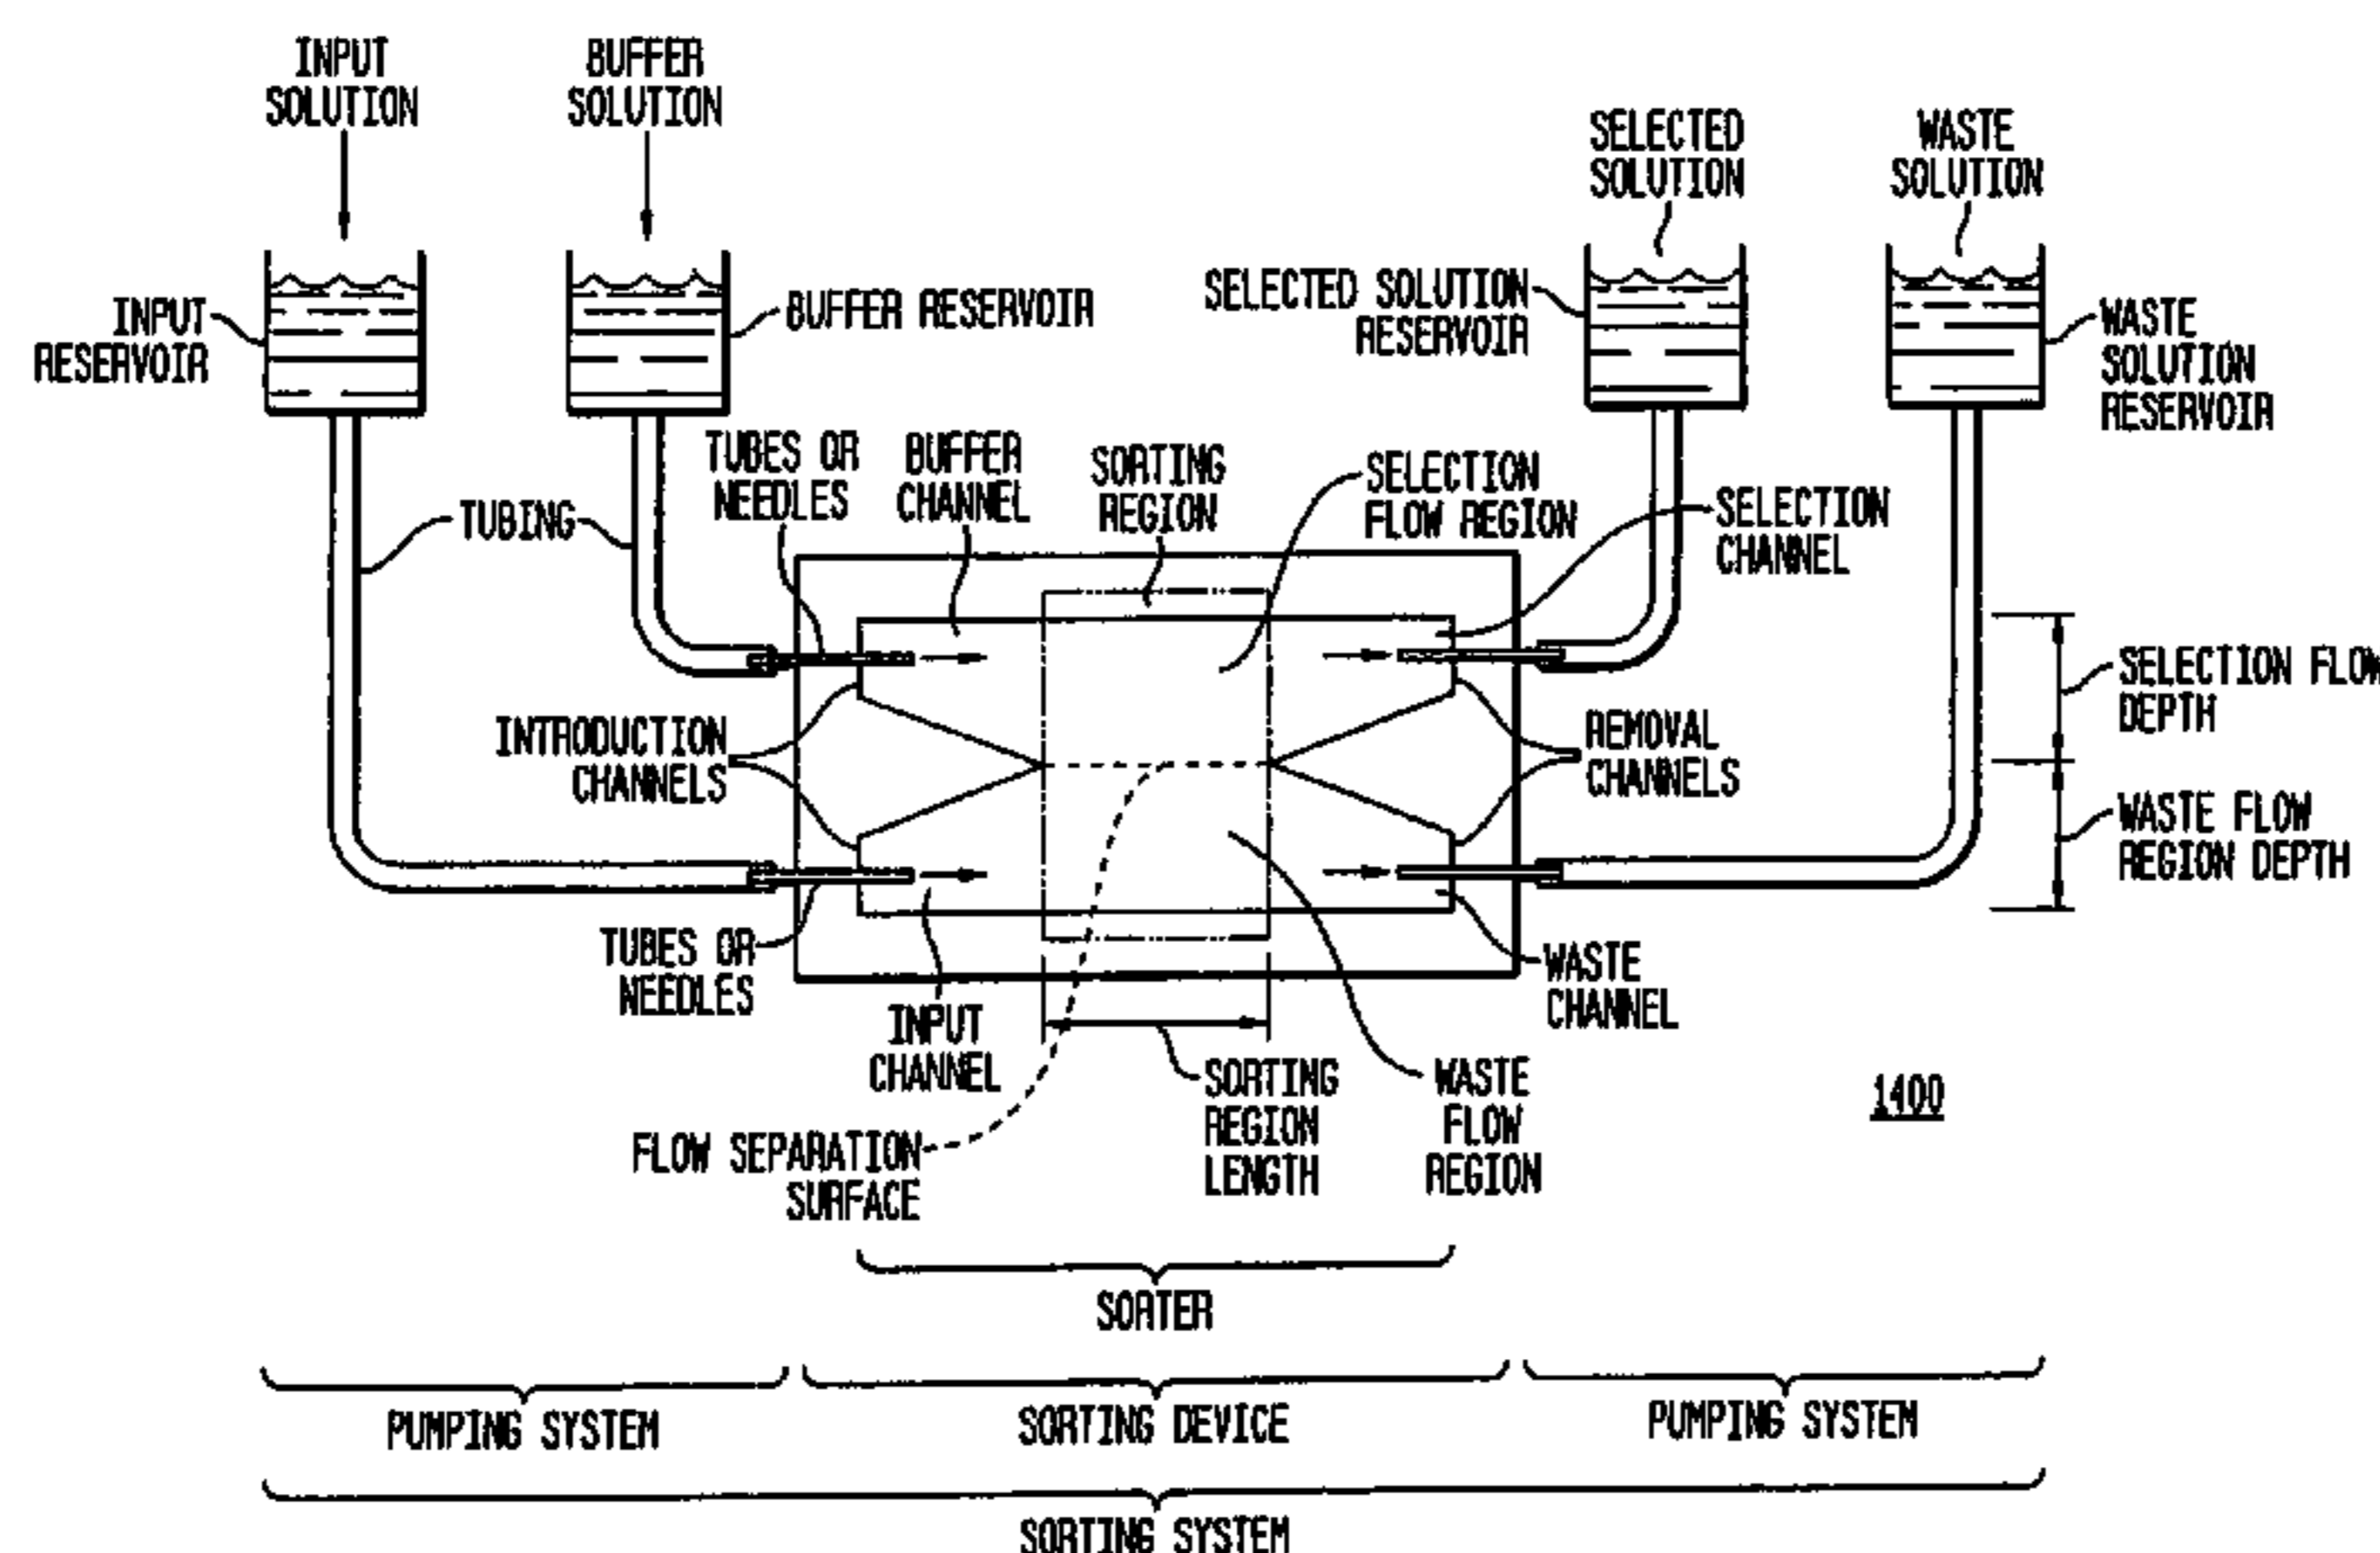 INPUT
SOLUTION
BUFFER
SOLUTION
SELECTED
SOLUTION
WASTE
SOLUTION
INPUT
RESERVOIR
BUFFER RESERVOIR
SELECTED SOLUTION
RESERVOIR
WASTE
SOLUTION
RESERVOIR
TUBING
TUBES OR
NEEDLES
BUFFER
CHANNEL
SORTING
REGION
SELECTION
FLOW REGION
SELECTION
CHANNEL
INTRODUCTION
CHANNELS
REMOVAL
CHANNELS
SELECTION FLOW
DEPTH
WASTE FLOW
REGION DEPTH
TUBES OR
NEEDLES
INPUT
CHANNEL
WASTE
CHANNEL
FLOW SEPARATION
SURFACE
SORTING
REGION
LENGTH
WASTE
FLOW
REGION
1400
SORTER
PUMPING SYSTEM
SORTING DEVICE
PUMPING SYSTEM
SORTING SYSTEM